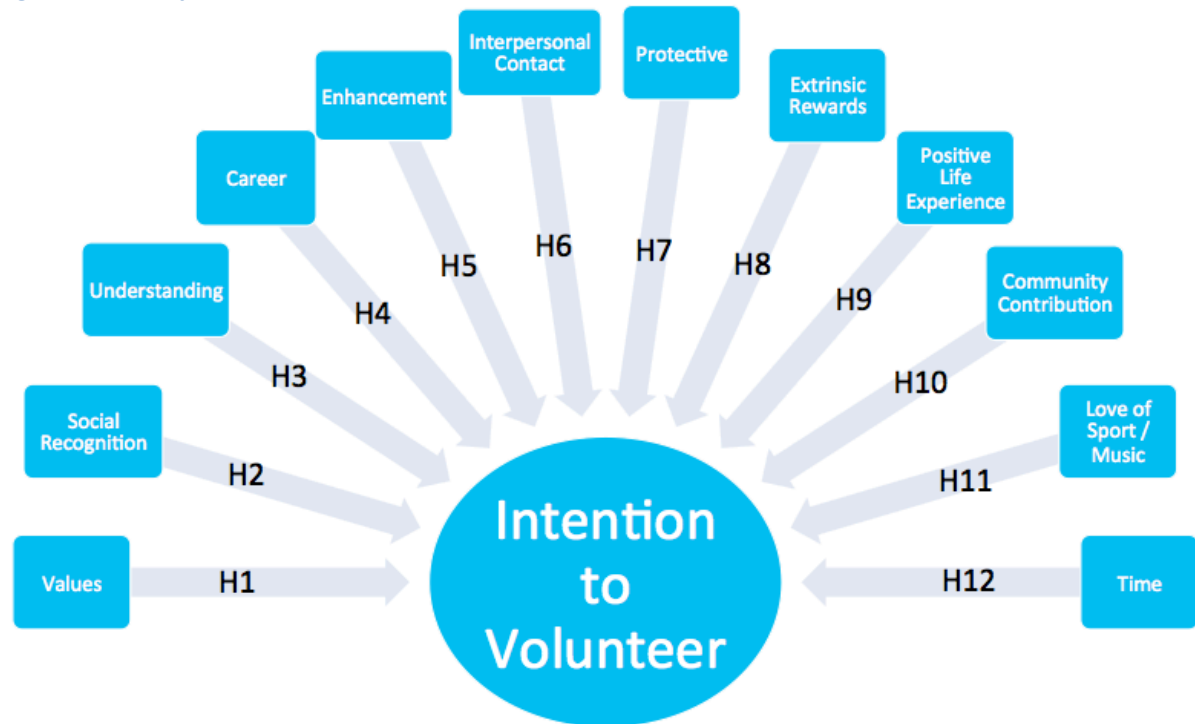 Interpersonal
Contact
Protective
Enhancement
Extrinsic
Rewards
Career
Positive
Life
Experience
Understanding
Community
Contribution
Social
Recognition
Love of
Sport /
Music
Values
Time
H1
H2
H3
H4
H5
H6
H7
H8
H9
H10
H11
H12
Intention
to
Volunteer